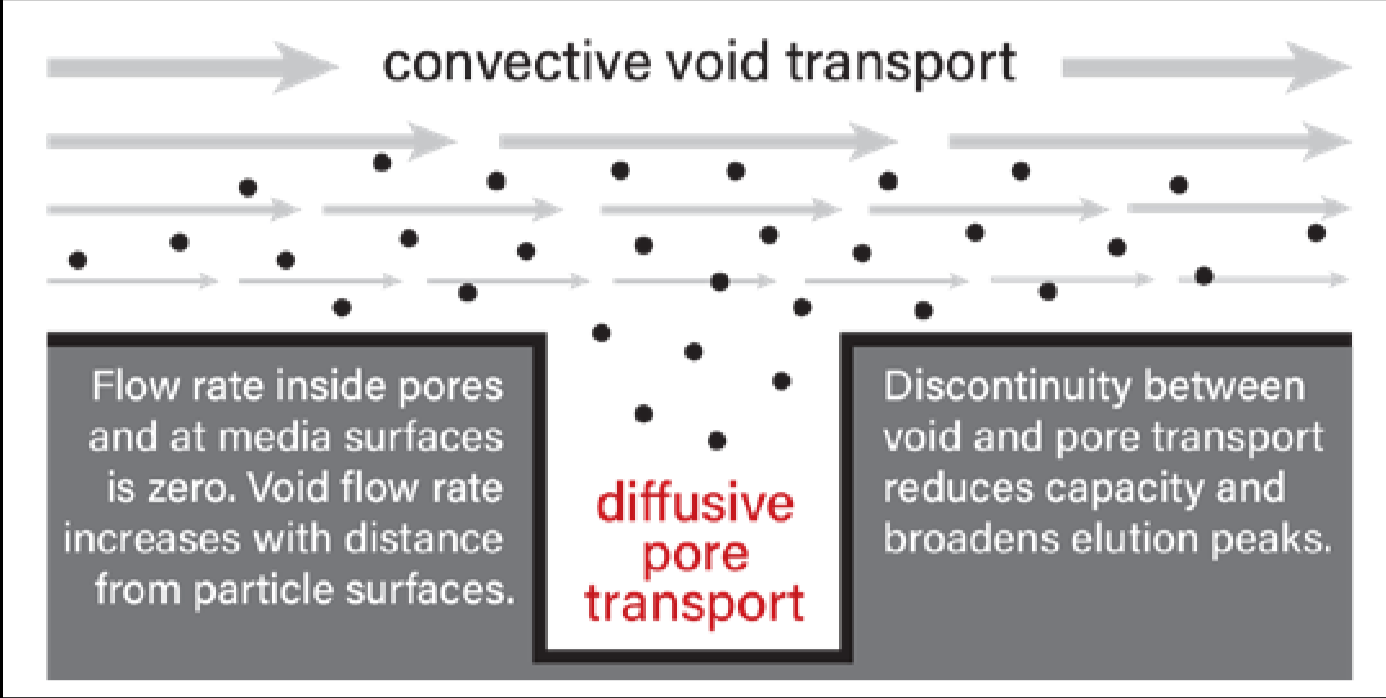 convective void transport
Flow rate inside pores
and at media surfaces
is zero. Void flow rate
increases with distance
from particle surfaces.
diffusive
pore
transport
Discontinuity between
void and pore transport
reduces capacity and
broadens elution peaks.